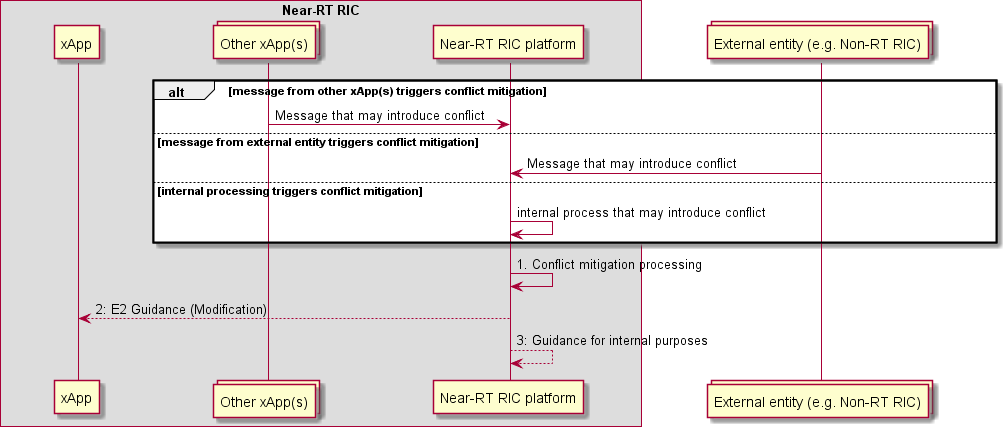 Near-RT RIC
xApp
Other xApp(s)
Near-RT RIC platform
External entity (e.g. Non-RT RIC)
alt
[message from other xApp(s) triggers conflict mitigation]
Message that may introduce conflict
[message from external entity triggers conflict mitigation]
Message that may introduce conflict
[internal processing triggers conflict mitigation]
internal process that may introduce conflict
1. Conflict mitigation processing
2: E2 Guidance (Modification)
3: Guidance for internal purposes
xApp
Other xApp(s)
Near-RT RIC platform
External entity (e.g. Non-RT RIC)